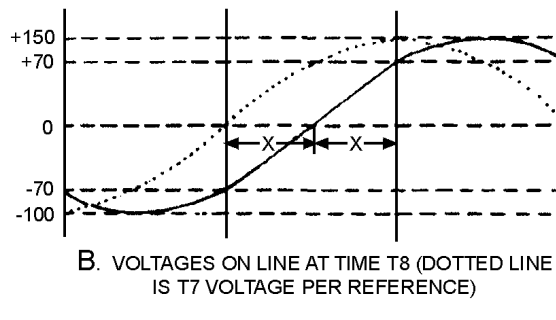 +150
+70
0
X X
-70
-100
B. VOLTAGES ON LINE AT TIME T8 (DOTTED LINE
IS T7 VOLTAGE PER REFERENCE)